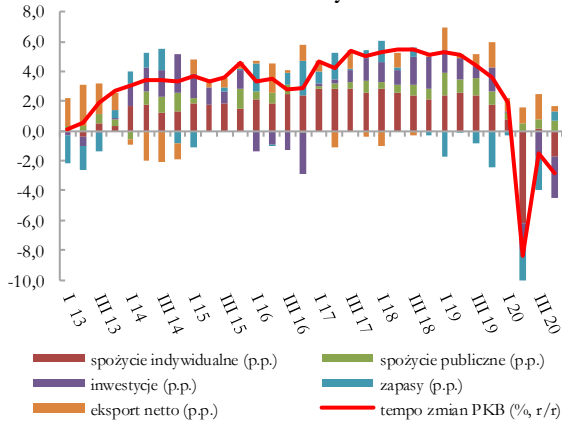 8,0
6,0
4,0
2,0
0,0
-2,0
-4,0
-6,0
-8,0
-10,0
I 13
III 13
I 14
III 14
I 15
III 15
I 16
III 16
I 17
III 17
I 18
III 18
I 19
III 19
I 20
III 20
spożycie indywidualne (p.p.)
spożycie publiczne (p.p.)
inwestycje (p.p.)
zapasy (p.p.)
eksport netto (p.p.)
tempo zmian PKB (%, r/r)